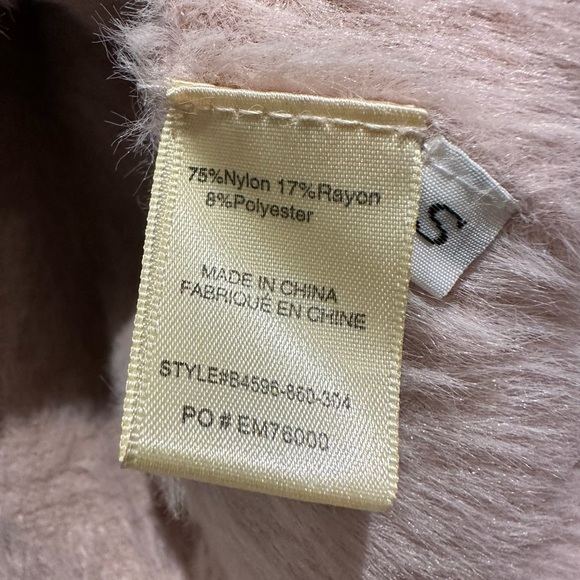 75%Nylon 17%Rayon
8%Polyester
MADE IN CHINA
FABRIQUÉ EN CHINE
STYLE#B4596-860-304
PO # EM76000
S